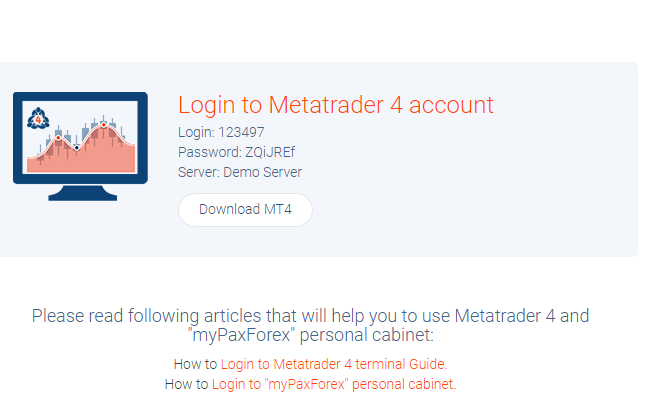 4
Login to Metatrader 4 account
Login: 123497
Password: ZQiJREf
Server: Demo Server
Download MT4
Please read following articles that will help you to use Metatrader 4 and
"myPaxForex" personal cabinet:
How to Login to Metatrader 4 terminal Guide.
How to Login to "myPaxForex" personal cabinet.